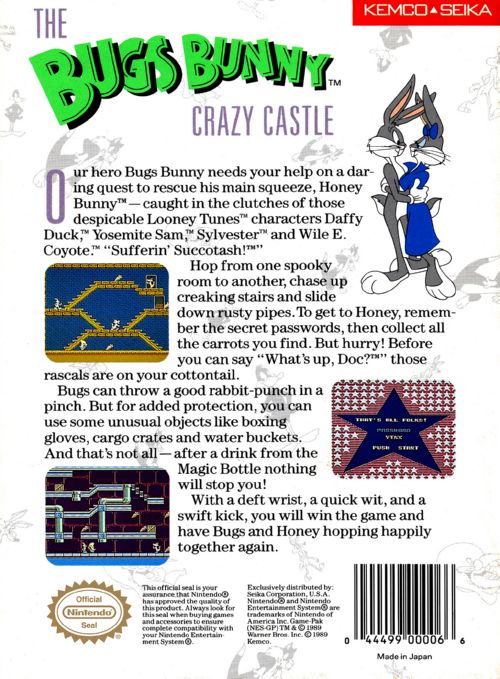 THE
BUGS BUNNY™
CRAZY CASTLE
KEMCO▲SEIKA
Our hero Bugs Bunny needs your help on a dar-
ing quest to rescue his main squeeze, Honey
Bunny™—caught in the clutches of those
despicable Looney Tunes™ characters Daffy
Duck,™ Yosemite Sam,™ Sylvester™ and Wile E.
Coyote.™ “Sufferin’ Succotash!™”
Hop from one spooky
room to another, chase up
creaking stairs and slide
down rusty pipes. To get to Honey, remem-
ber the secret passwords, then collect all
the carrots you find. But hurry! Before
you can say “What’s up, Doc?™” those
rascals are on your cottontail.
Bugs can throw a good rabbit-punch in a
pinch. But for added protection, you can
use some unusual objects like boxing
gloves, cargo crates and water buckets.
And that’s not all—after a drink from the
Magic Bottle nothing
will stop you!
With a deft wrist, a quick wit, and a
swift kick, you will win the game and
have Bugs and Honey hopping happily
together again.
THAT'S ALL FOLKS!
PASSWORD
YTAX
PUSH START
Official
Nintendo®
Seal
This official seal is your
assurance that Nintendo®
has approved the quality of
this product. Always look for
this seal when buying games
and accessories to ensure
complete compatibility with
your Nintendo Entertain-
ment System®.
Exclusively distributed by:
Seika Corporation, U.S.A.
Nintendo® and Nintendo
Entertainment System® are
trademarks of Nintendo of
America Inc. Game-Pak
(NES-GP)™ & © 1989
Warner Bros. Inc. © 1989
Kemco.
0 44499 00006 6
Made in Japan